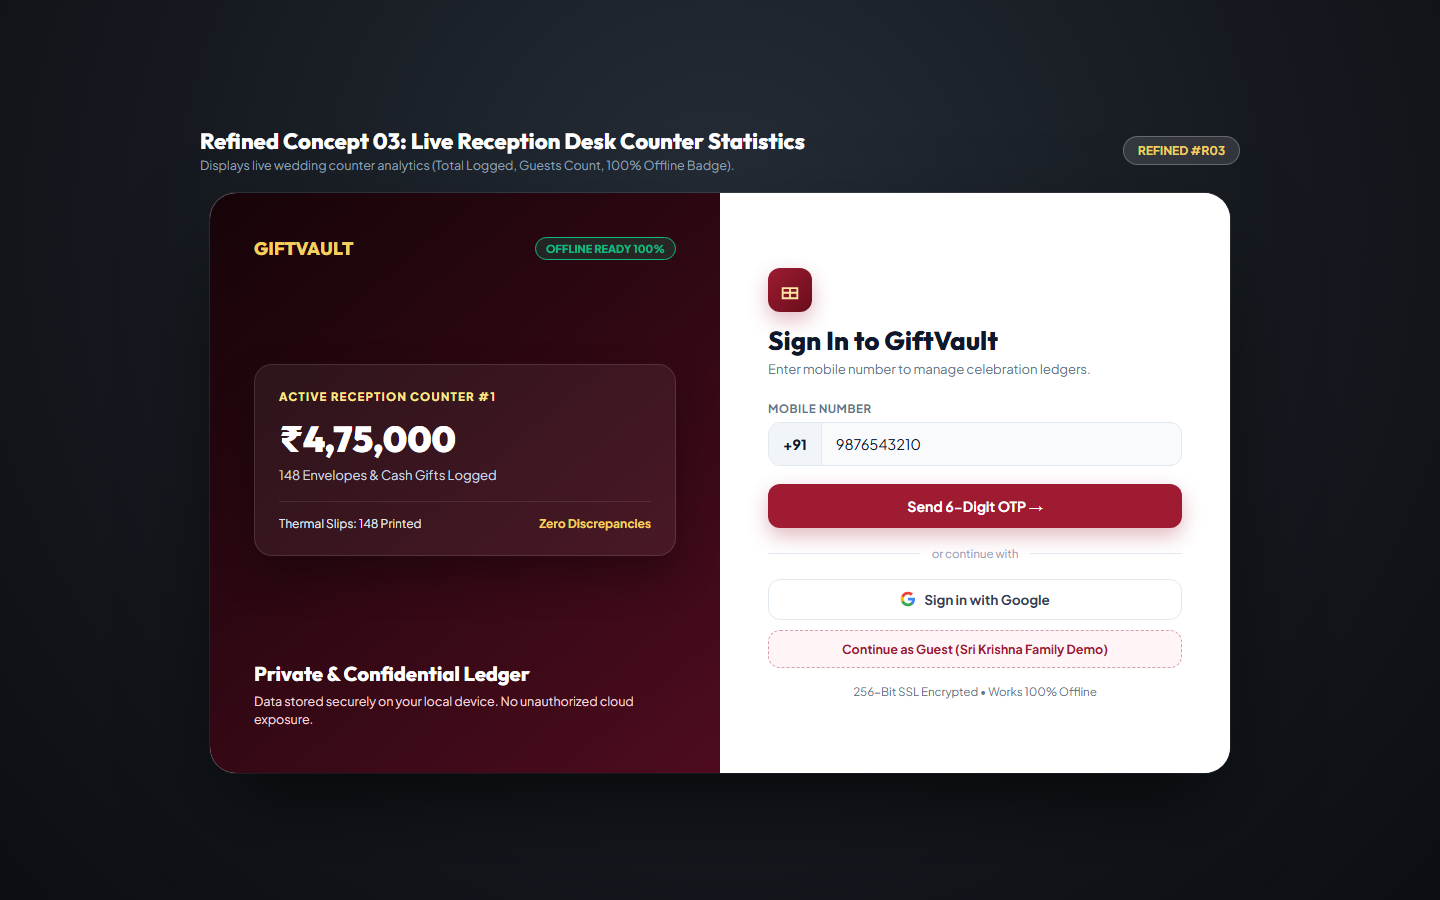 Refined Concept 03: Live Reception Desk Counter Statistics
Displays live wedding counter analytics (Total Logged, Guests Count, 100% Offline Badge).
REFINED #R03
GIFTVAULT
OFFLINE READY 100%
ACTIVE RECEPTION COUNTER #1
₹4,75,000
148 Envelopes & Cash Gifts Logged
Thermal Slips: 148 Printed
Zero Discrepancies
Private & Confidential Ledger
Data stored securely on your local device. No unauthorized cloud
exposure.
Sign In to GiftVault
Enter mobile number to manage celebration ledgers.
MOBILE NUMBER
+91 9876543210
Send 6-Digit OTP →
or continue with
Sign in with Google
Continue as Guest (Sri Krishna Family Demo)
256-Bit SSL Encrypted • Works 100% Offline